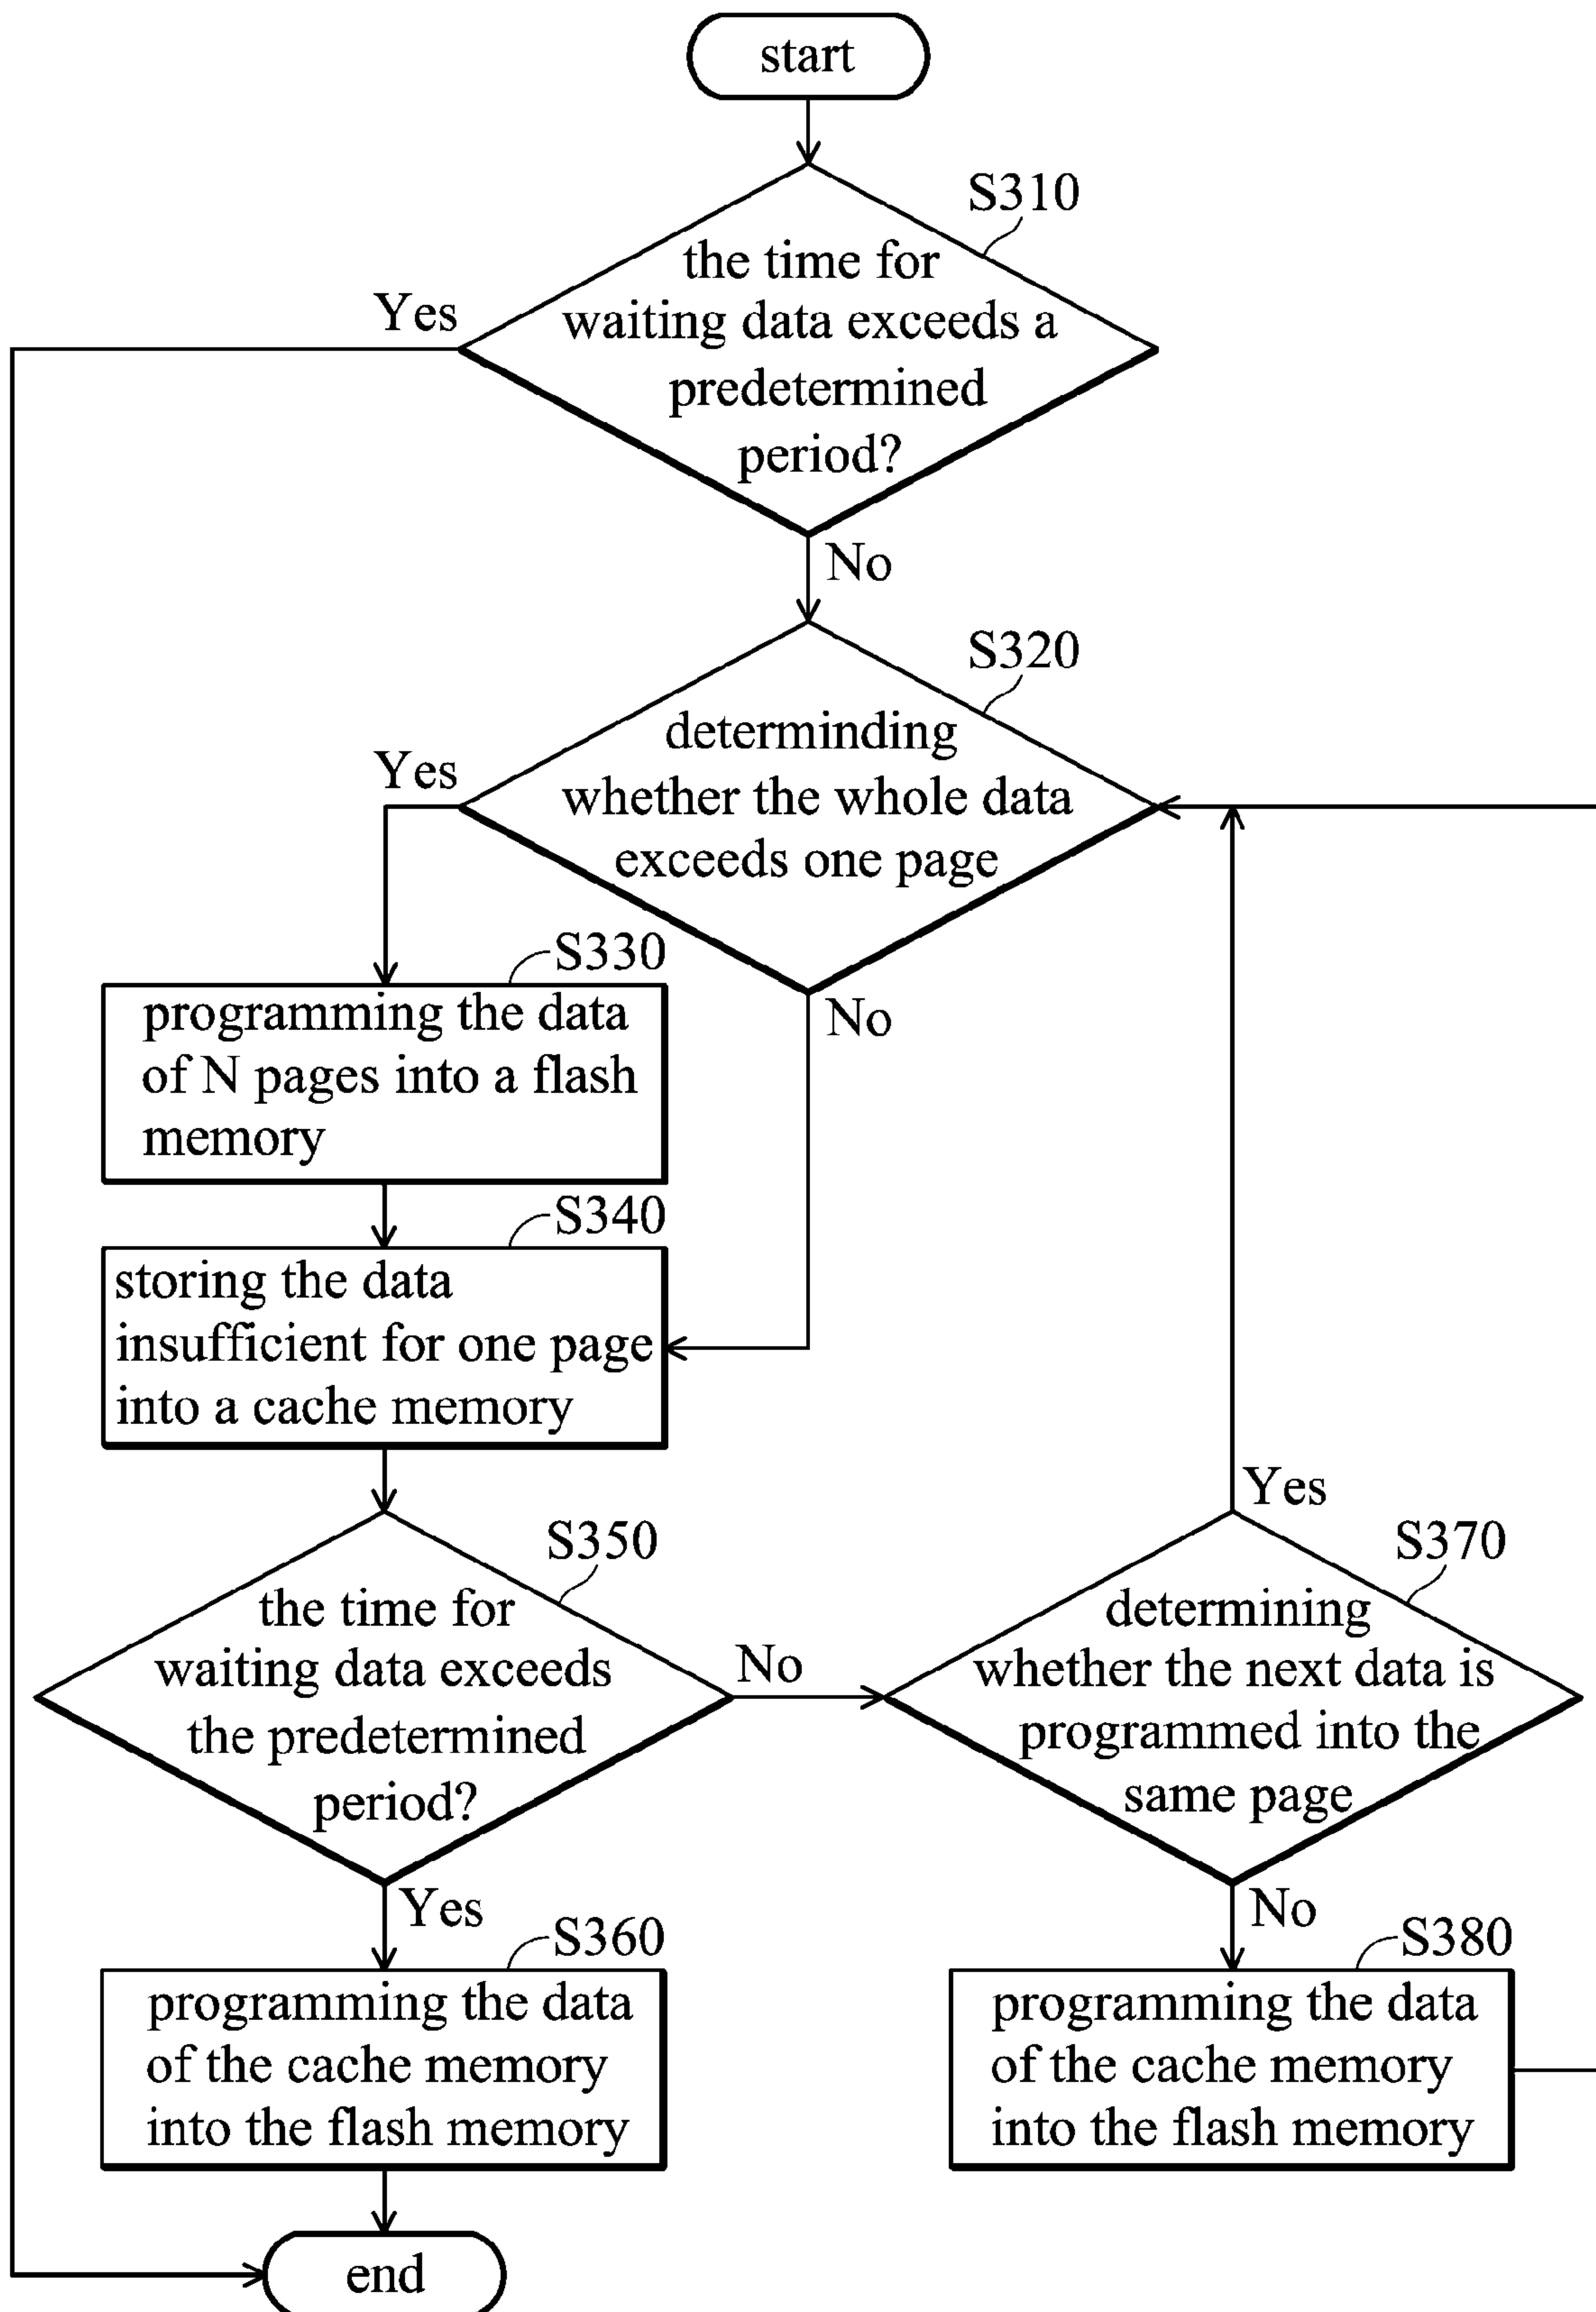 start
S310
the time for
waiting data exceeds a
predetermined
period?
Yes
No
S320
determinding
whether the whole data
exceeds one page
Yes
No
S330
programming the data
of N pages into a flash
memory
S340
storing the data
insufficient for one page
into a cache memory
S350
the time for
waiting data exceeds
the predetermined
period?
No
Yes
S370
determining
whether the next data is
programmed into the
same page
Yes
No
S360
programming the data
of the cache memory
into the flash memory
S380
programming the data
of the cache memory
into the flash memory
end